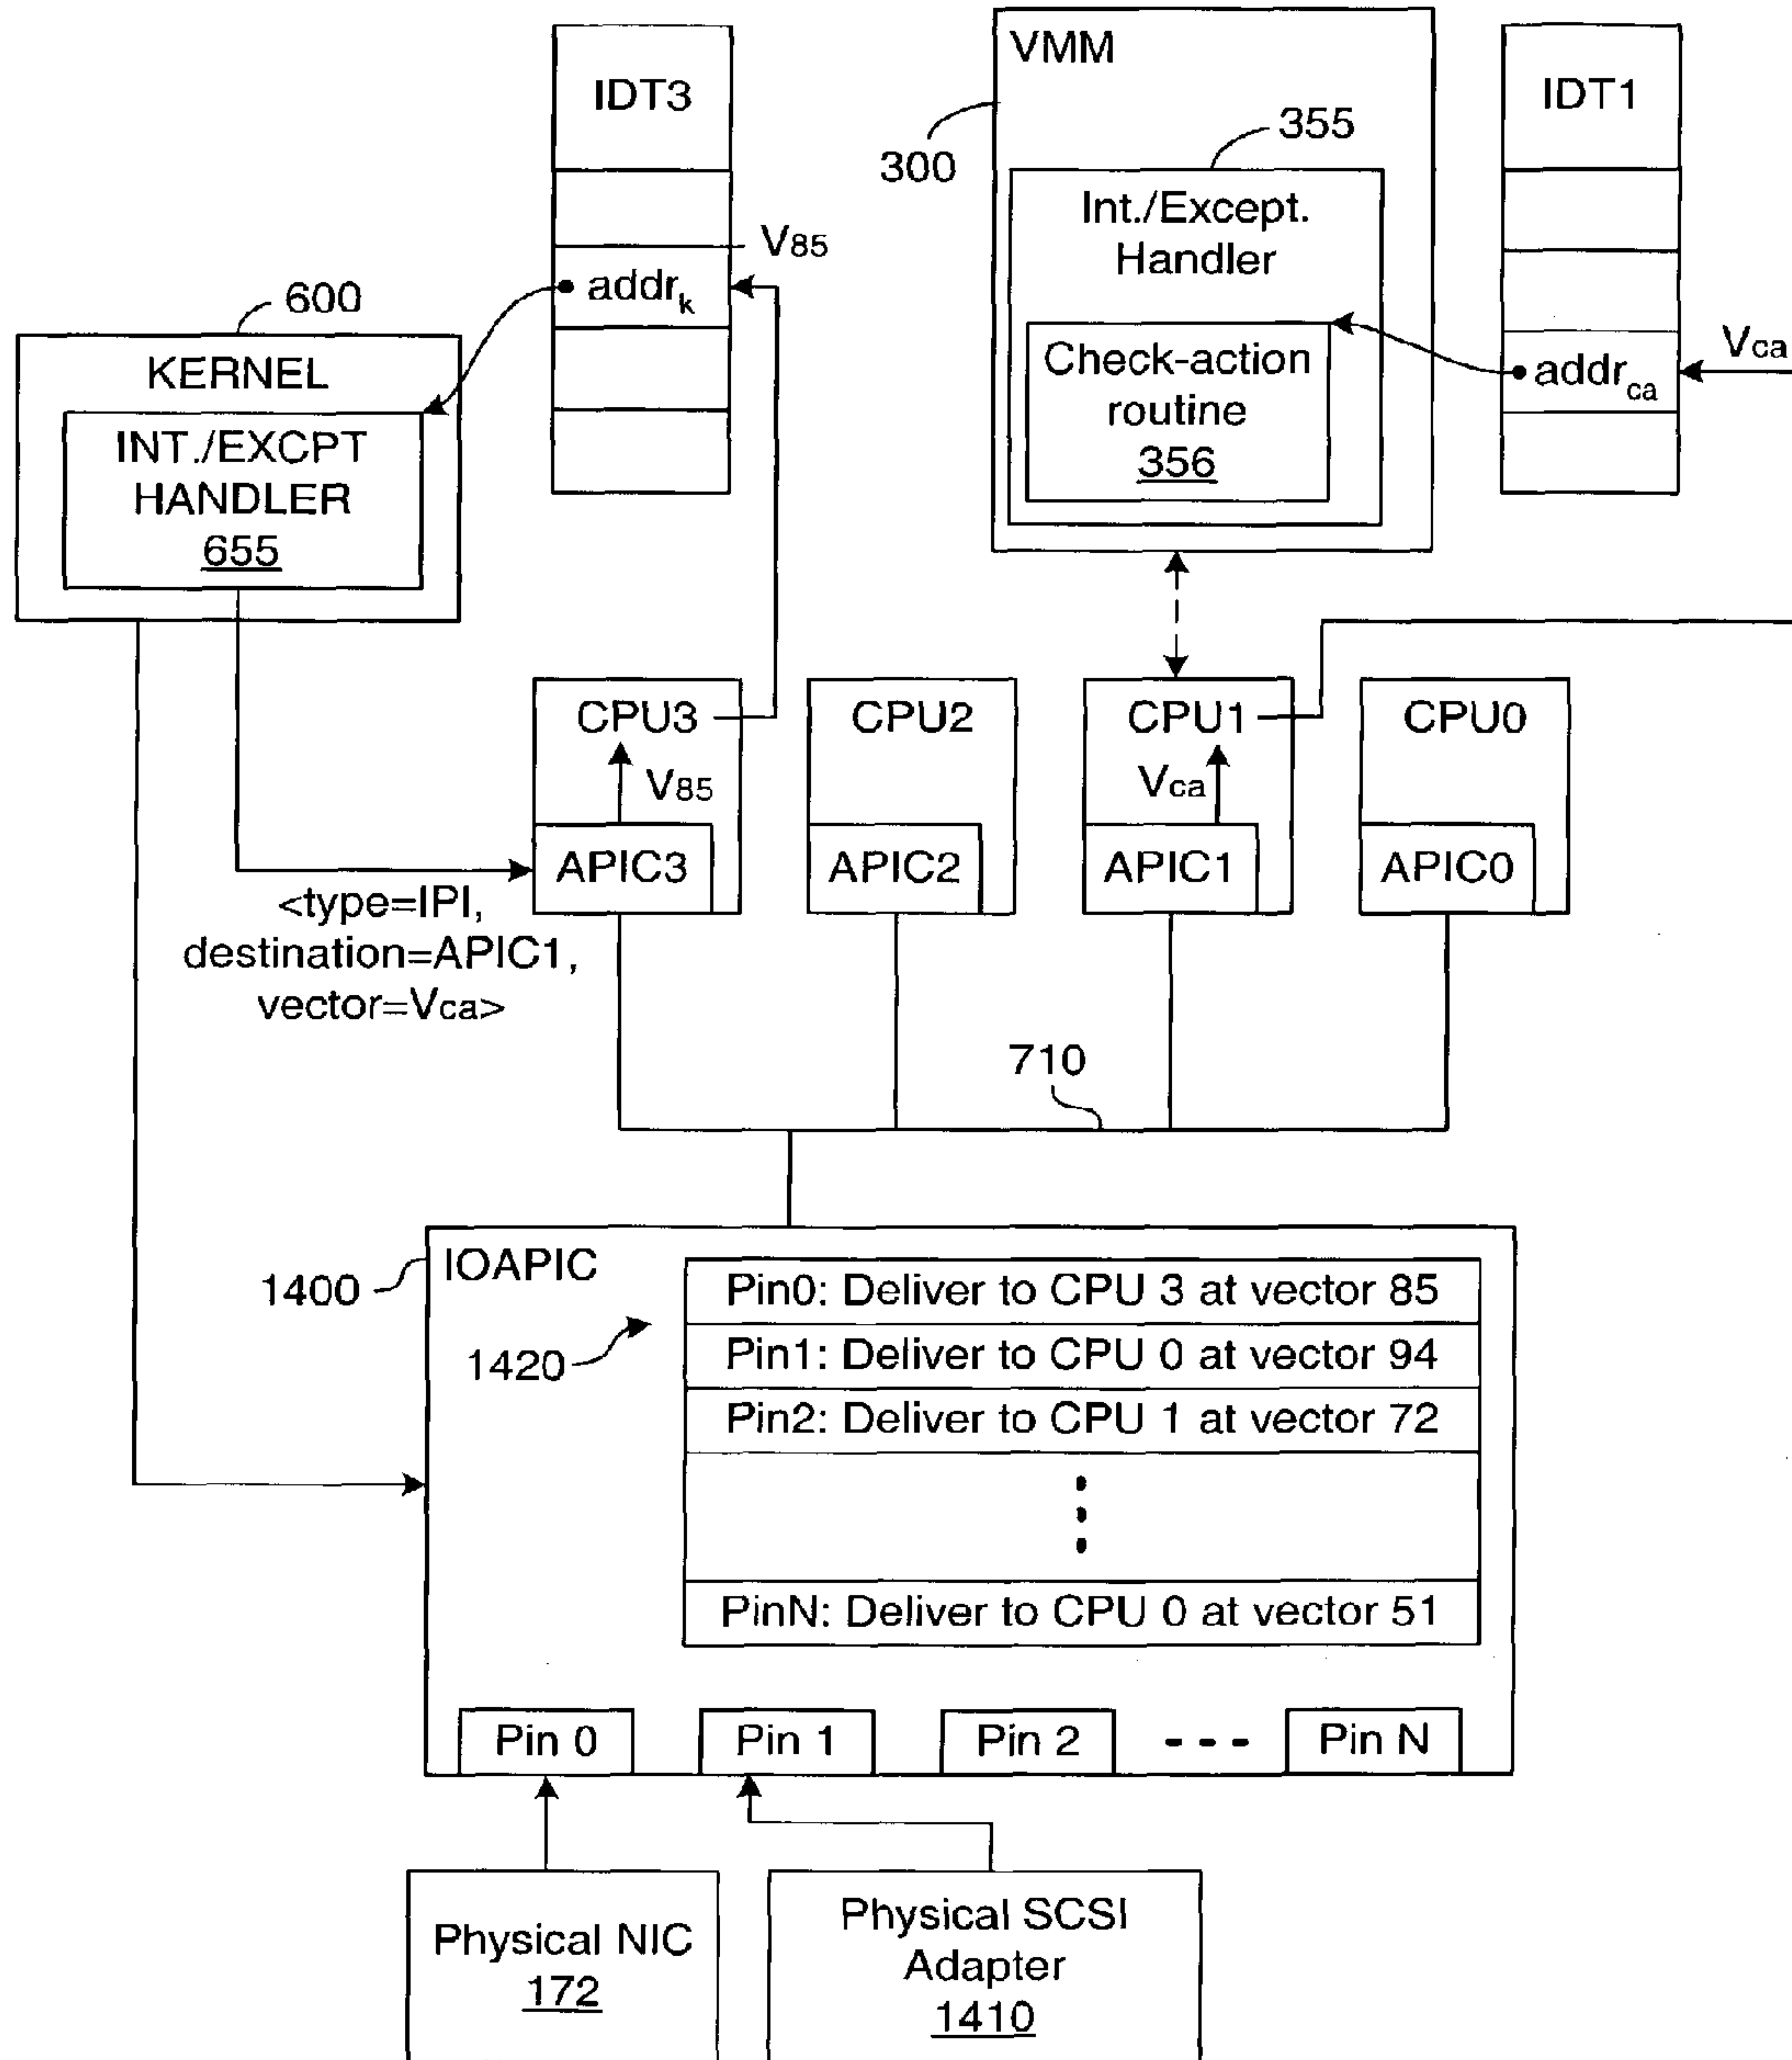 IDT3
V85
addrk
600
KERNEL
INT./EXCPT
HANDLER
655
VMM
300
355
Int./Except.
Handler
Check-action
routine
356
IDT1
Vca
addrca
CPU3
V85
APIC3
CPU2
APIC2
CPU1
Vca
APIC1
CPU0
APIC0
<type=IPI,
destination=APIC1,
vector=Vca>
710
1400
IOAPIC
1420
Pin0: Deliver to CPU 3 at vector 85
Pin1: Deliver to CPU 0 at vector 94
Pin2: Deliver to CPU 1 at vector 72
PinN: Deliver to CPU 0 at vector 51
Pin 0
Pin 1
Pin 2
Pin N
Physical NIC
172
Physical SCSI
Adapter
1410